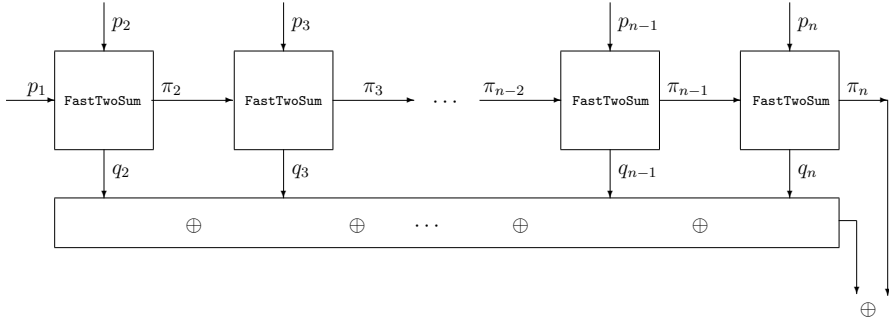 p₂ p₃ pₙ₋₁ pₙ
p₁ FastTwoSum π₂ FastTwoSum π₃ ⋯ πₙ₋₂ FastTwoSum πₙ₋₁ FastTwoSum πₙ
q₂ q₃ qₙ₋₁ qₙ
⊕ ⊕ ⋯ ⊕ ⊕
⊕